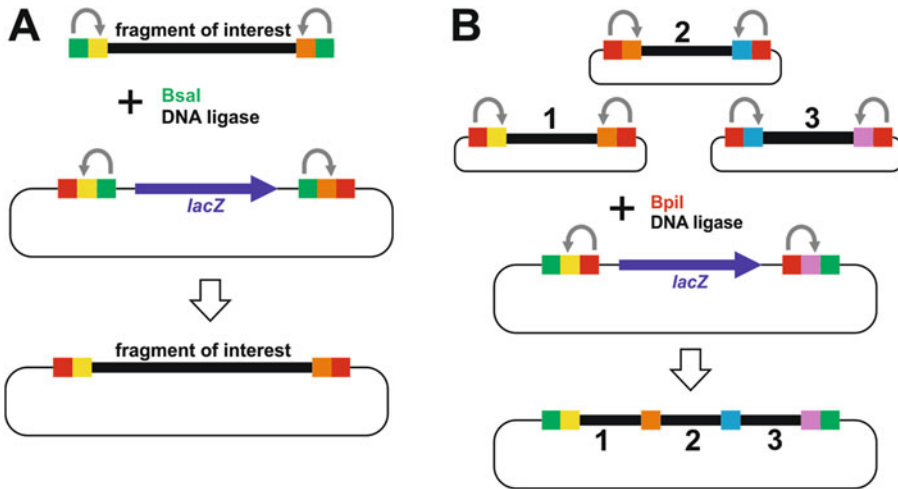 A
fragment of interest
+ BsaI
DNA ligase
lacZ
fragment of interest
B
2
1
3
+ BpiI
DNA ligase
lacZ
1 2 3